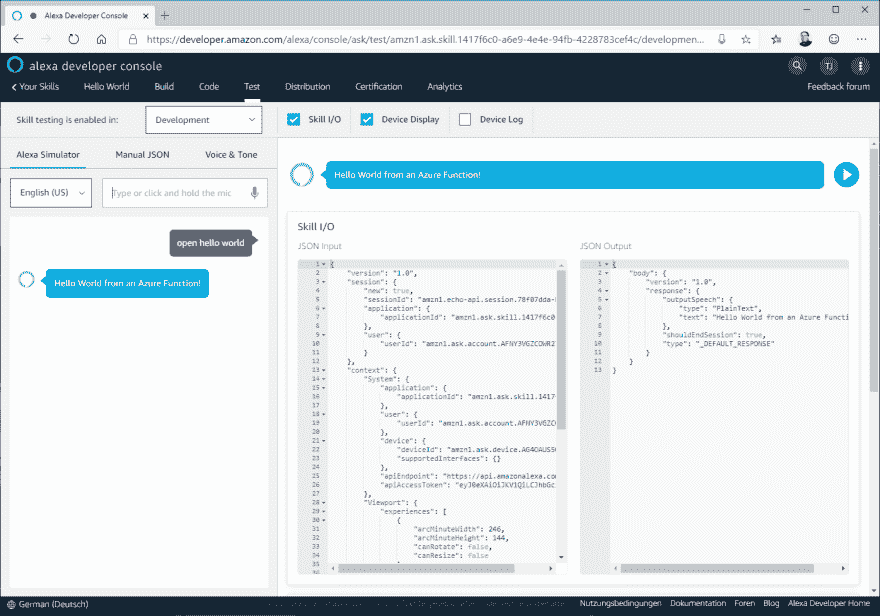 Alexa Developer Console
https://developer.amazon.com/alexa/console/ask/test/amzn1.ask.skill.1417f6c0-a6e9-4e4e-94fb-4228783cef4c/developmen...
alexa developer console
Your Skills Hello World Build Code Test Distribution Certification Analytics Feedback forum
Skill testing is enabled in: Development Skill I/O Device Display Device Log
Alexa Simulator Manual JSON Voice & Tone
English (US) Type or click and hold the mic
open hello world
Hello World from an Azure Function!
Hello World from an Azure Function!
Skill I/O
JSON Input
1 {
2 "version": "1.0",
3 "session": {
4 "new": true,
5 "sessionId": "amzn1.echo-api.session.78f07dda-
6 "application": {
7 "applicationId": "amzn1.ask.skill.1417f6c0
8 },
9 "user": {
10 "userId": "amzn1.ask.account.AFNY3VGZCOWR2
11 }
12 },
13 "context": {
14 "System": {
15 "application": {
16 "applicationId": "amzn1.ask.skill.1417
17 },
18 "user": {
19 "userId": "amzn1.ask.account.AFNY3VGZC
20 },
21 "device": {
22 "deviceId": "amzn1.ask.device.AG4OAUS5
23 "supportedInterfaces": {}
24 },
25 "apiEndpoint": "https://api.amazonalexa.co
26 "apiAccessToken": "eyJ0eXAiOiJKV1QiLCJhbGc
27 },
28 "Viewport": {
29 "experiences": [
30 {
31 "arcMinuteWidth": 246,
32 "arcMinuteHeight": 144,
33 "canRotate": false,
34 "canResize": false
35
JSON Output
1 {
2 "body": {
3 "version": "1.0",
4 "response": {
5 "outputSpeech": {
6 "type": "PlainText",
7 "text": "Hello World from an Azure Functi
8 },
9 "shouldEndSession": true,
10 "type": "_DEFAULT_RESPONSE"
11 }
12 }
13 }
German (Deutsch) Nutzungsbedingungen Dokumentation Foren Blog Alexa Developer Home